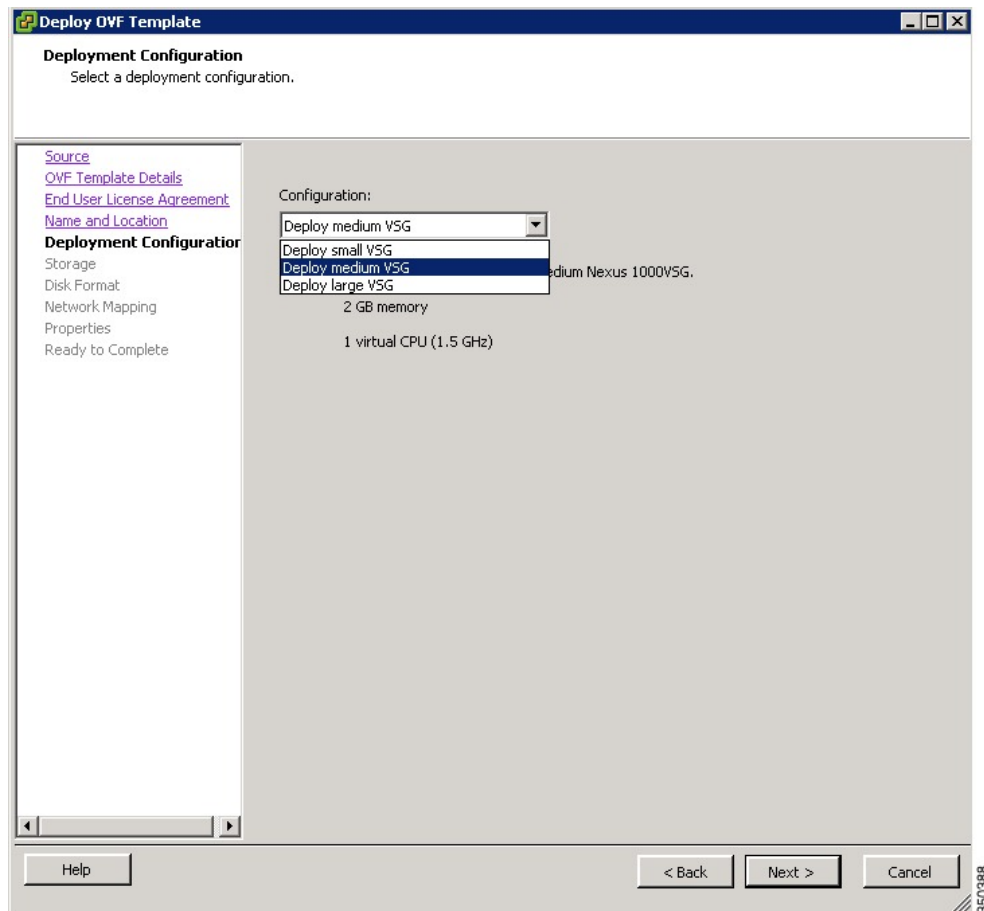 Deploy OVF Template
Deployment Configuration
Select a deployment configuration.
Source
OVF Template Details
End User License Agreement
Name and Location
Deployment Configuration
Storage
Disk Format
Network Mapping
Properties
Ready to Complete
Configuration:
Deploy medium VSG
Deploy small VSG
Deploy medium VSG
Deploy large VSG
edium Nexus 1000VSG.
2 GB memory
1 virtual CPU (1.5 GHz)
Help
< Back
Next >
Cancel
350388